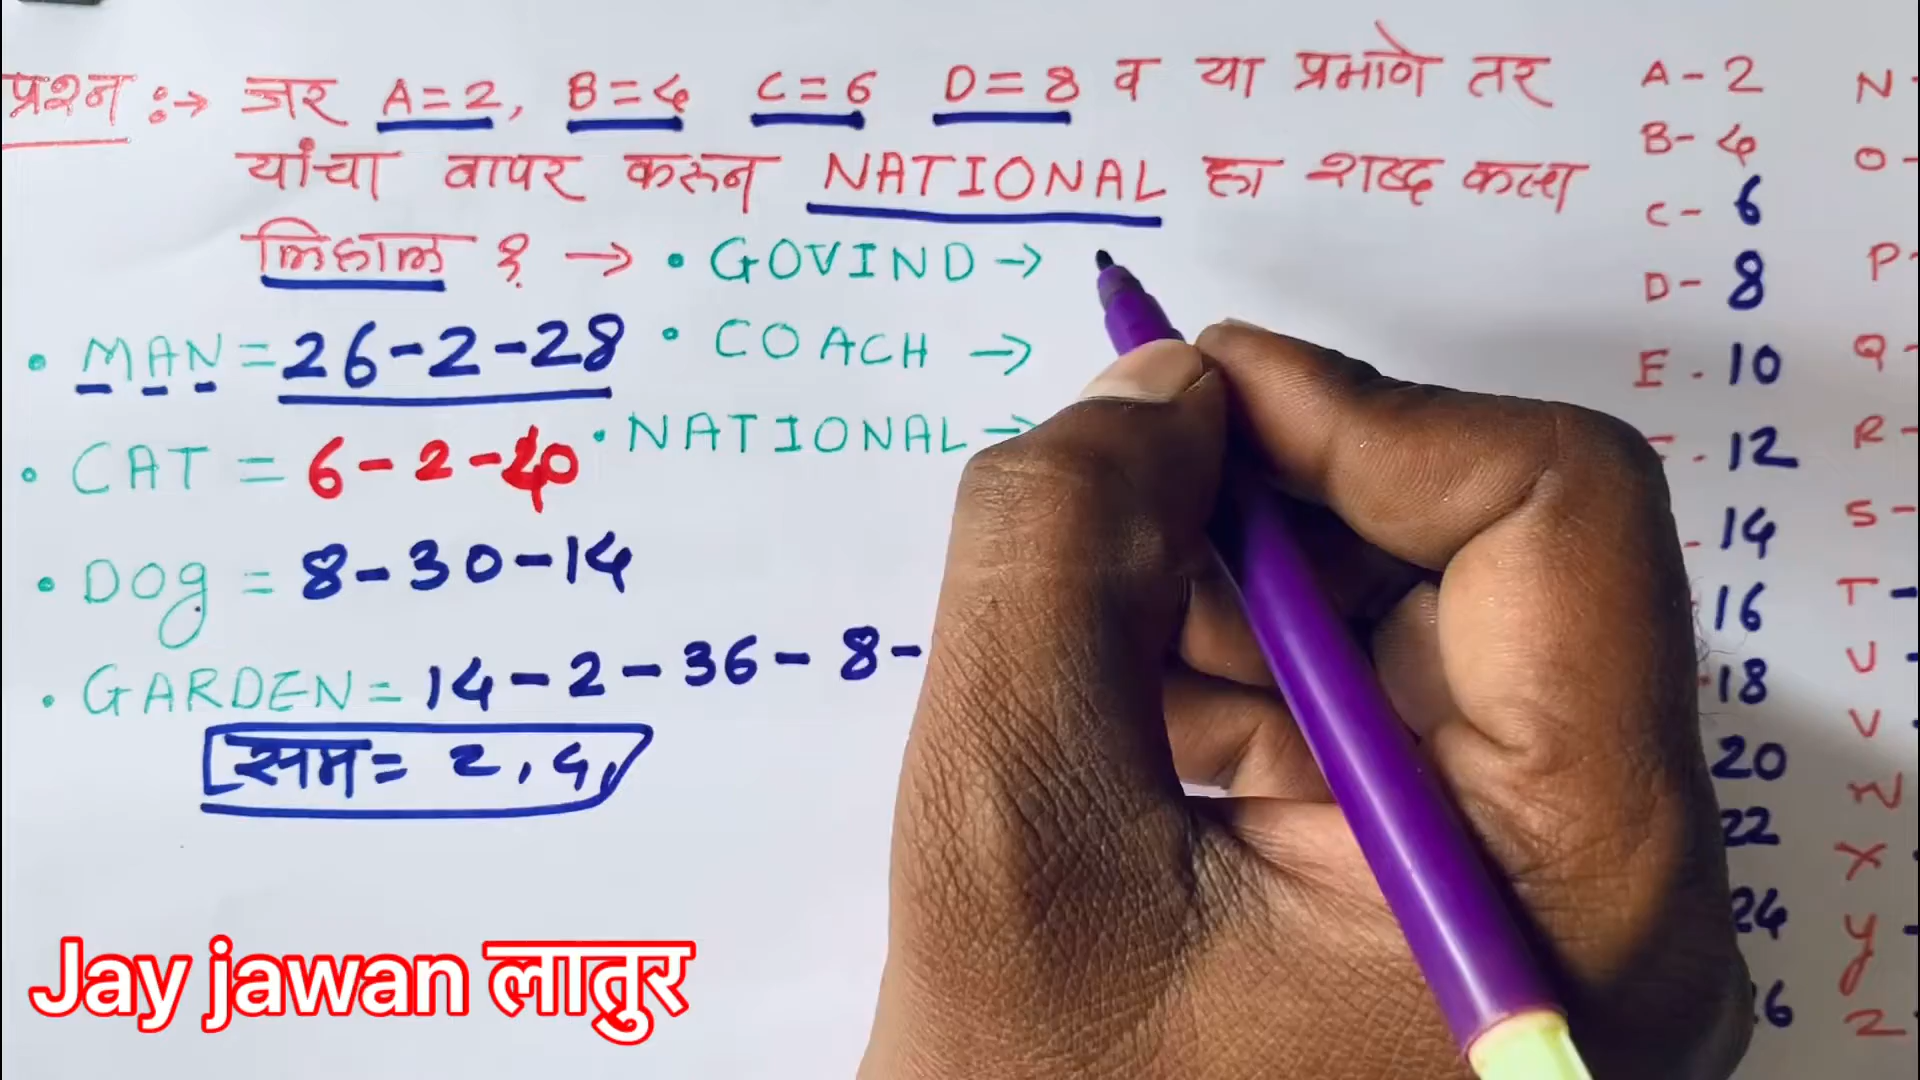 प्रश्न :→ जर A=2, B=4 C=6 D=8 व या प्रमाणे तर
यांचा वापर करून NATIONAL हा शब्द कसा
लिहाल ? →
• MAN = 26-2-28
• CAT = 6-2-40
• DOg = 8-30-14
• GARDEN = 14-2-36-8-
सम = 2, 4,
• GOVIND →
• COACH →
• NATIONAL →
A - 2
B - 4
C - 6
D - 8
E - 10
F - 12
- 14
16
18
20
22
24
26
N
O -
P -
Q -
R -
S -
T -
U -
V -
W
X -
y -
Z -
Jay jawan लातुर